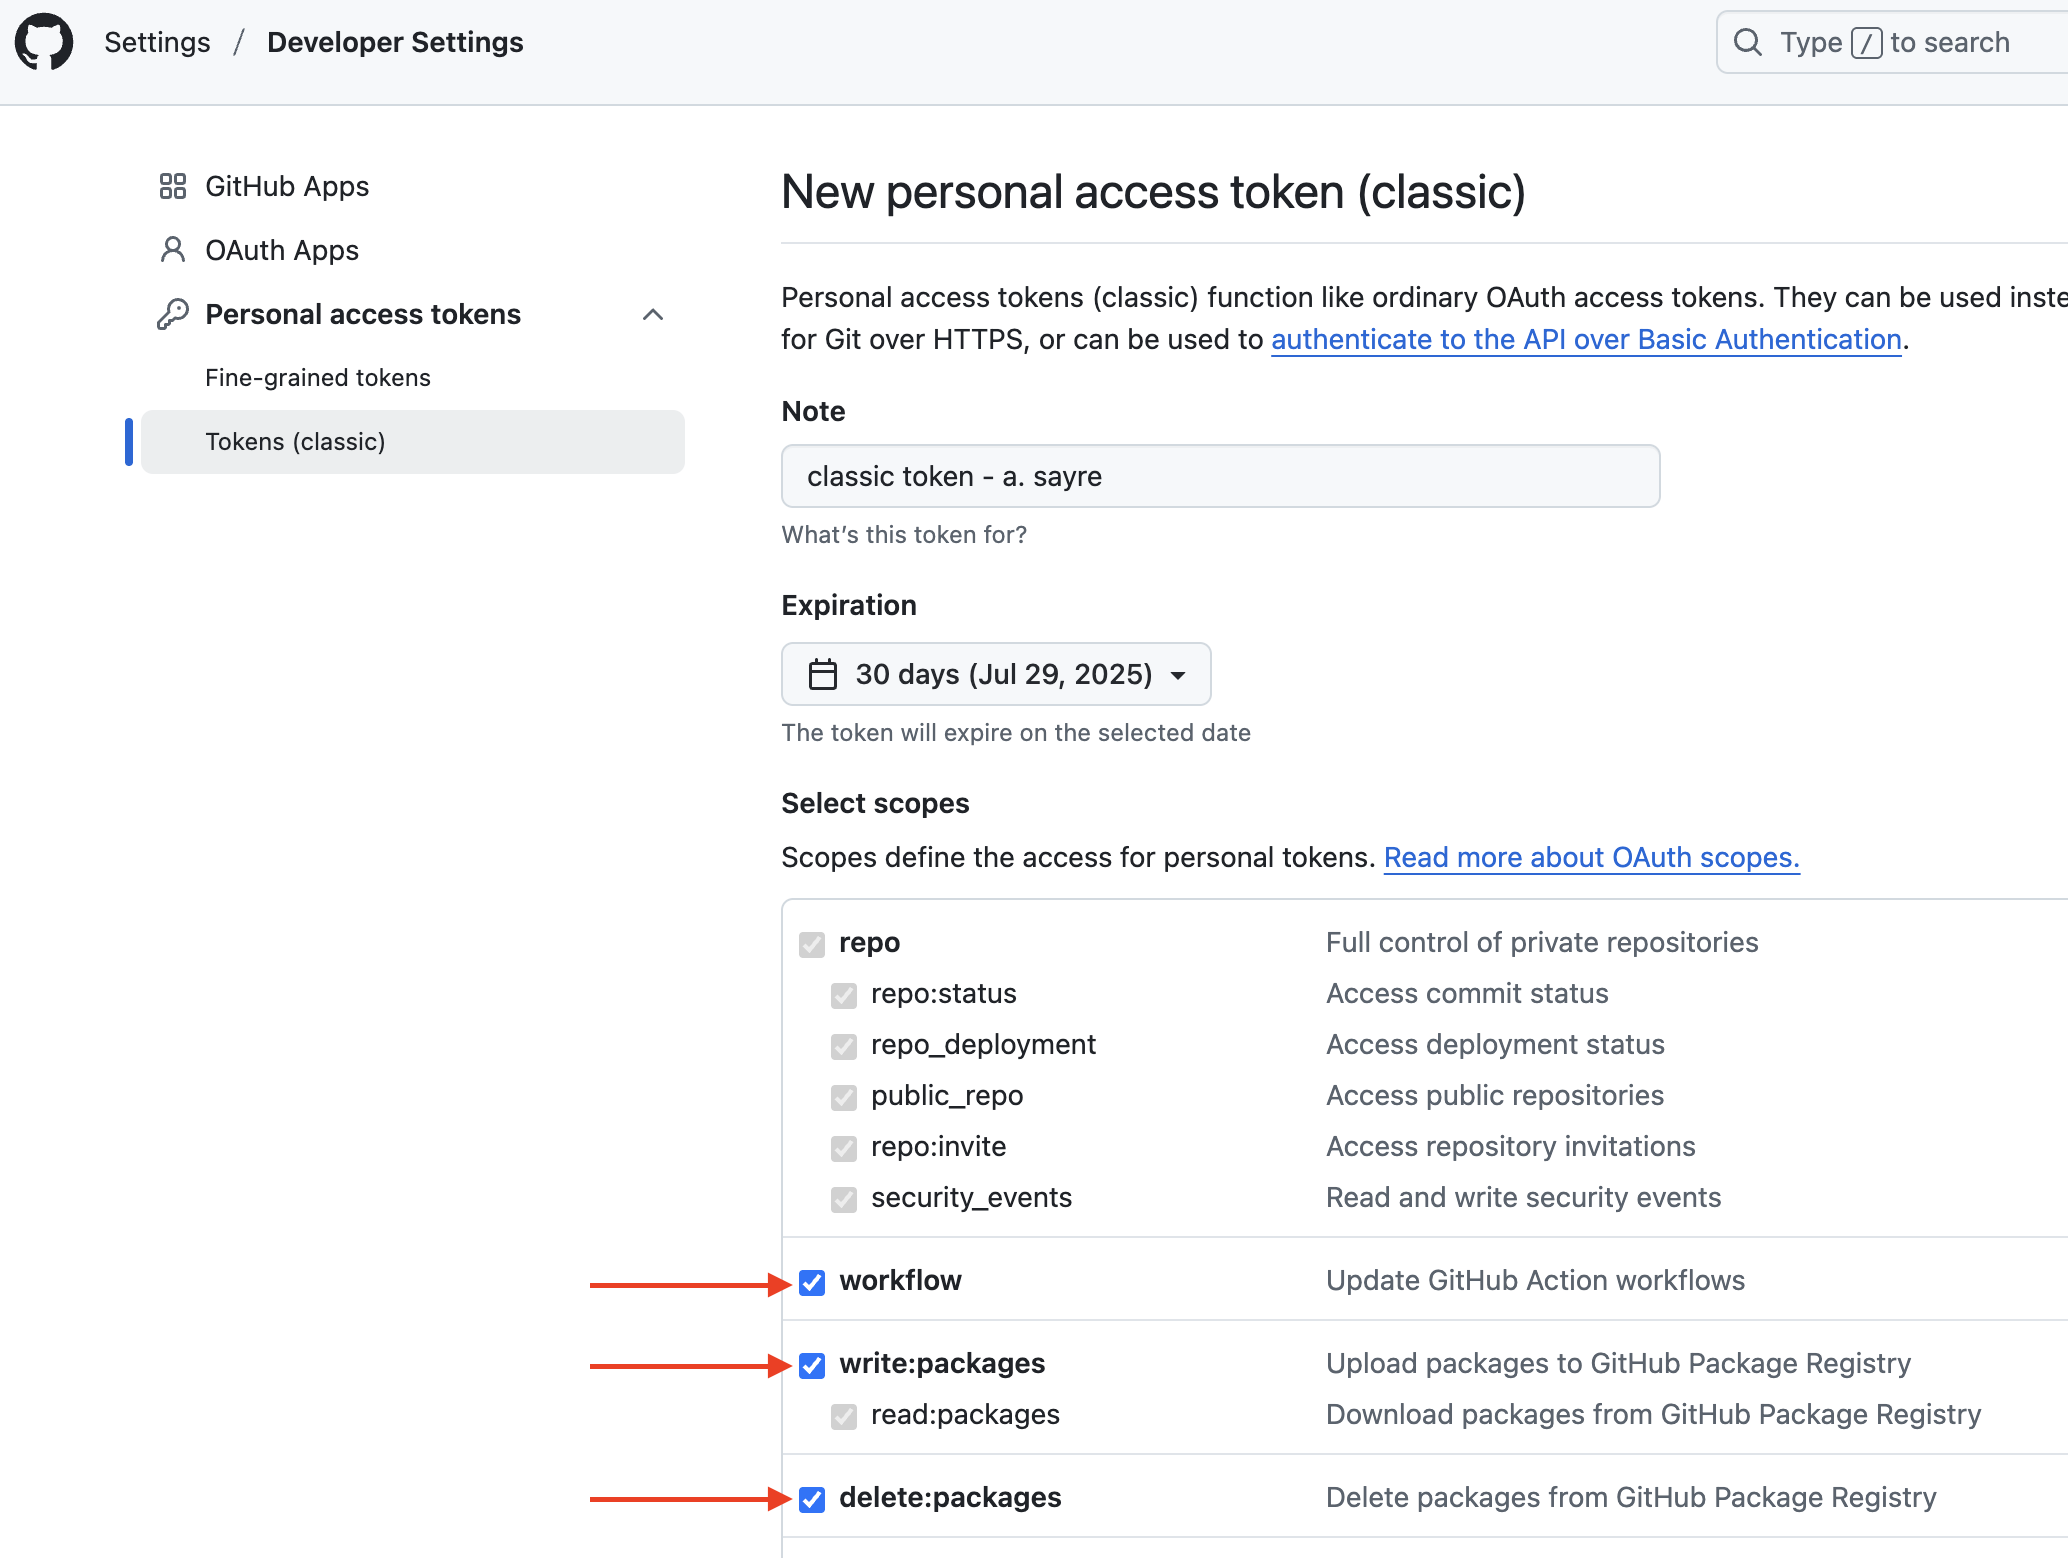 Settings / Developer Settings
Type / to search
GitHub Apps
OAuth Apps
Personal access tokens
Fine-grained tokens
Tokens (classic)
New personal access token (classic)
Personal access tokens (classic) function like ordinary OAuth access tokens. They can be used inste
for Git over HTTPS, or can be used to authenticate to the API over Basic Authentication.
Note
classic token - a. sayre
What's this token for?
Expiration
30 days (Jul 29, 2025)
The token will expire on the selected date
Select scopes
Scopes define the access for personal tokens. Read more about OAuth scopes.
repo Full control of private repositories
repo:status Access commit status
repo_deployment Access deployment status
public_repo Access public repositories
repo:invite Access repository invitations
security_events Read and write security events
workflow Update GitHub Action workflows
write:packages Upload packages to GitHub Package Registry
read:packages Download packages from GitHub Package Registry
delete:packages Delete packages from GitHub Package Registry